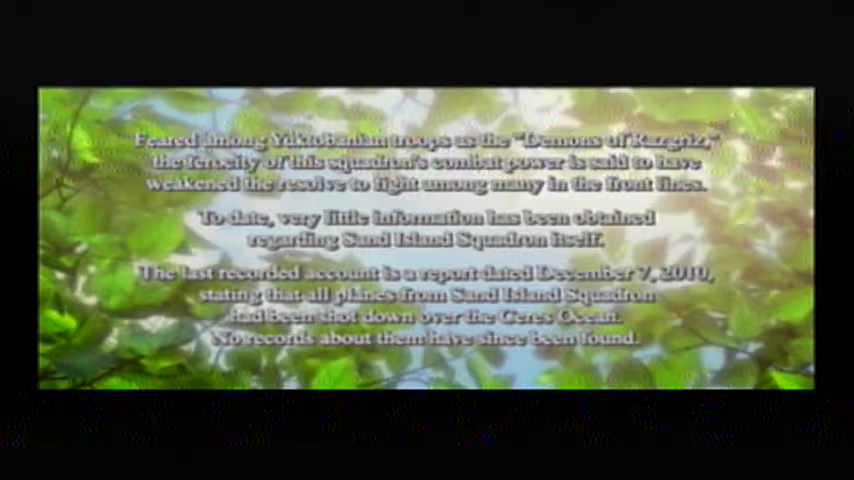 Feared among Yuktobanian troops as the "Demons of Razgriz,"
the ferocity of this squadron's combat power is said to have
weakened the resolve to fight among many in the front lines.
To date, very little information has been obtained
regarding Sand Island Squadron itself.
The last recorded account is a report dated December 7, 2010,
stating that all planes from Sand Island Squadron
had been shot down over the Ceres Ocean.
No records about them have since been found.